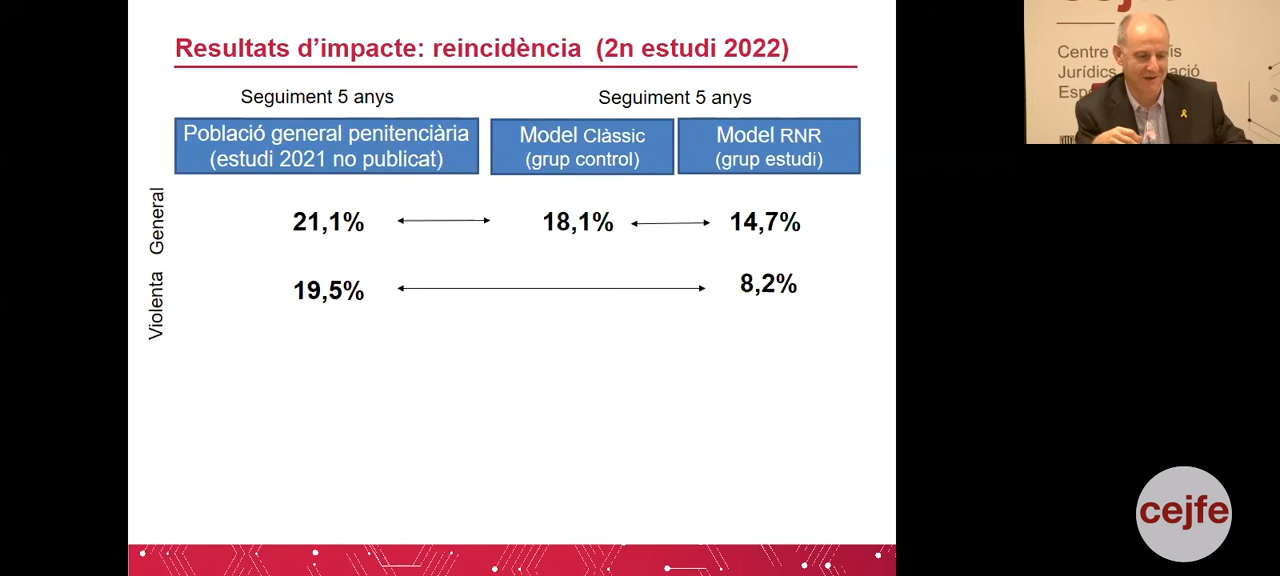 Resultats d'impacte: reincidència (2n estudi 2022)
Seguiment 5 anys
Seguiment 5 anys
Població general penitenciària
(estudi 2021 no publicat)
Model Clàssic
(grup control)
Model RNR
(grup estudi)
General
21,1%
18,1%
14,7%
Violenta
19,5%
8,2%
cejfe
Centre
Jurídics
cejfe